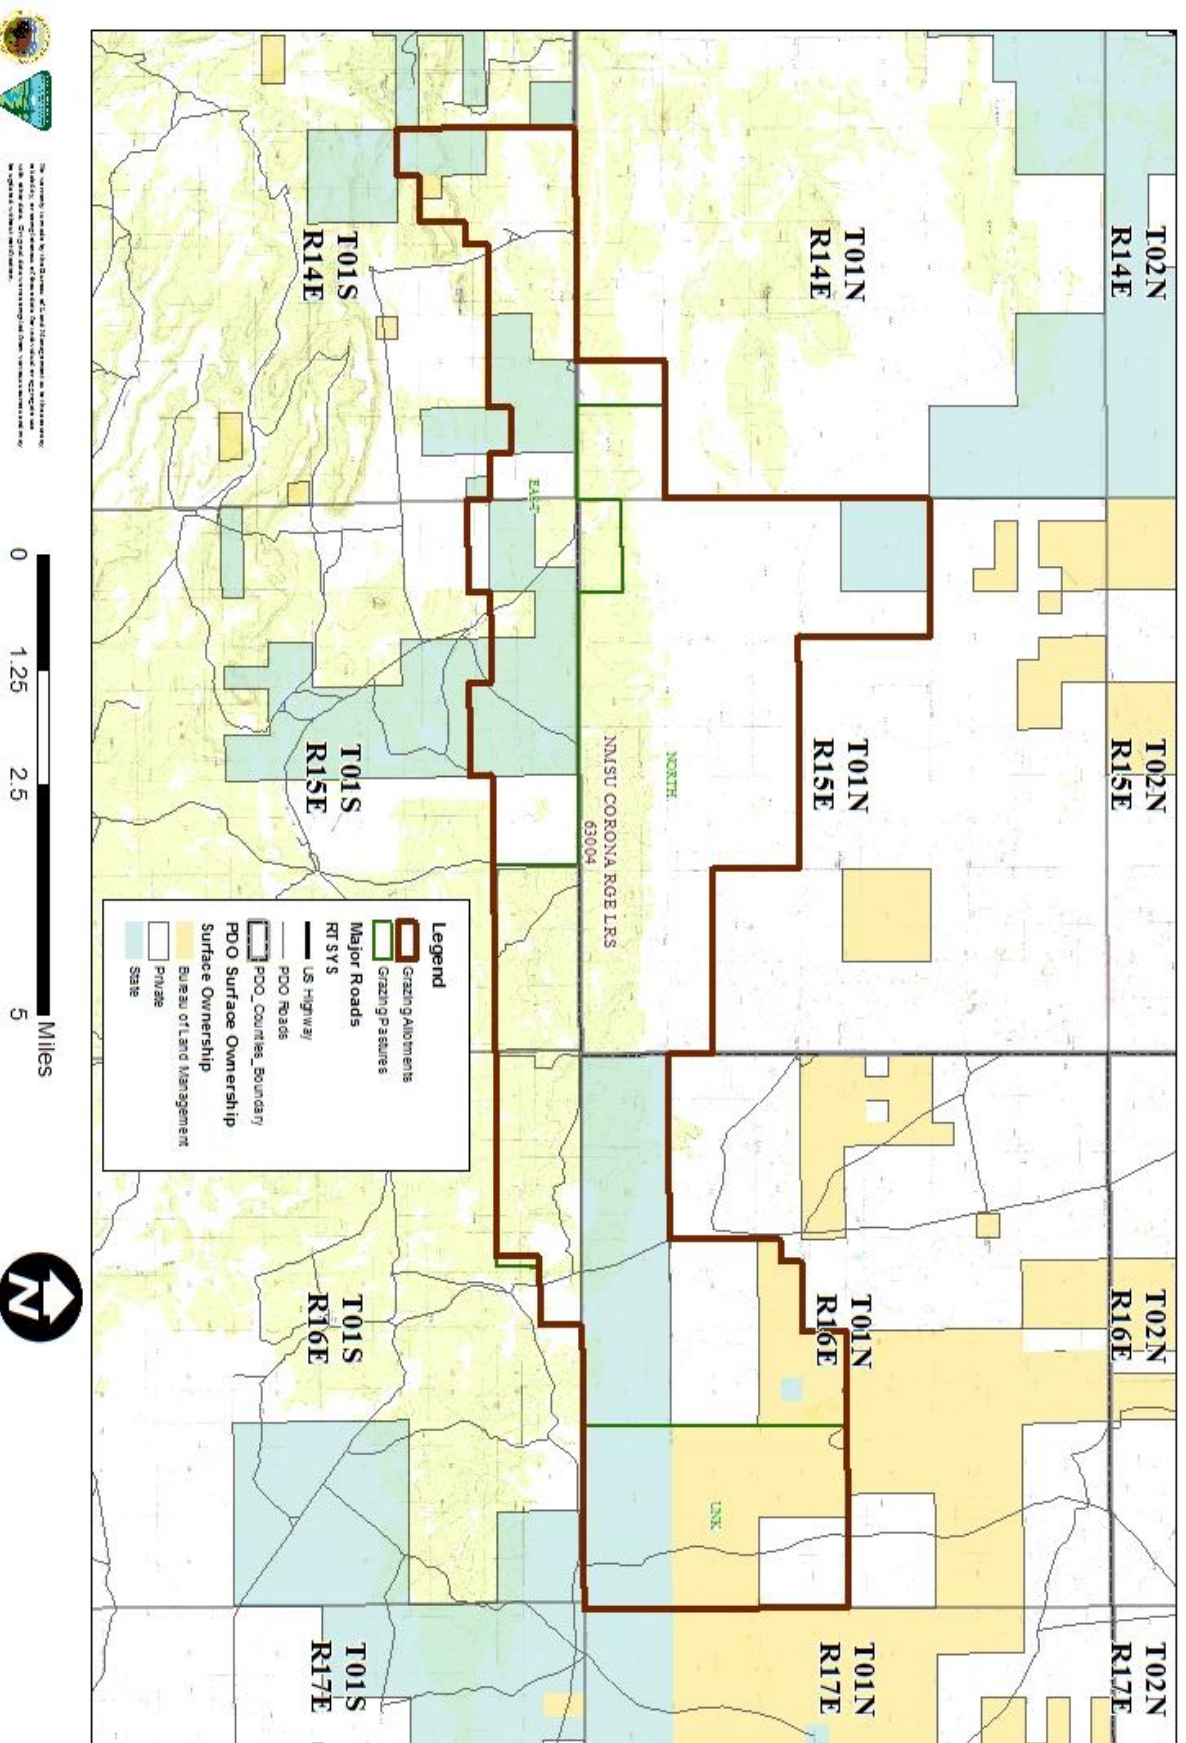 T02N
R14E
T02N
R15E
T02N
R16E
T02N
R17E
T01N
R14E
T01N
R15E
T01N
R16E
T01N
R17E
NORTH
NMSU CORONA RGE LRS
63004
UNK
EAST
T01S
R14E
T01S
R15E
T01S
R16E
T01S
R17E
Legend
Grazing Allotments
Grazing Pastures
Major Roads
RTSYS
US Highway
PDO Roads
PDO_Counties_Boundary
PDO Surface Ownership
Surface Ownership
Bureau of Land Management
Private
State
0 1.25 2.5 5
Miles
N